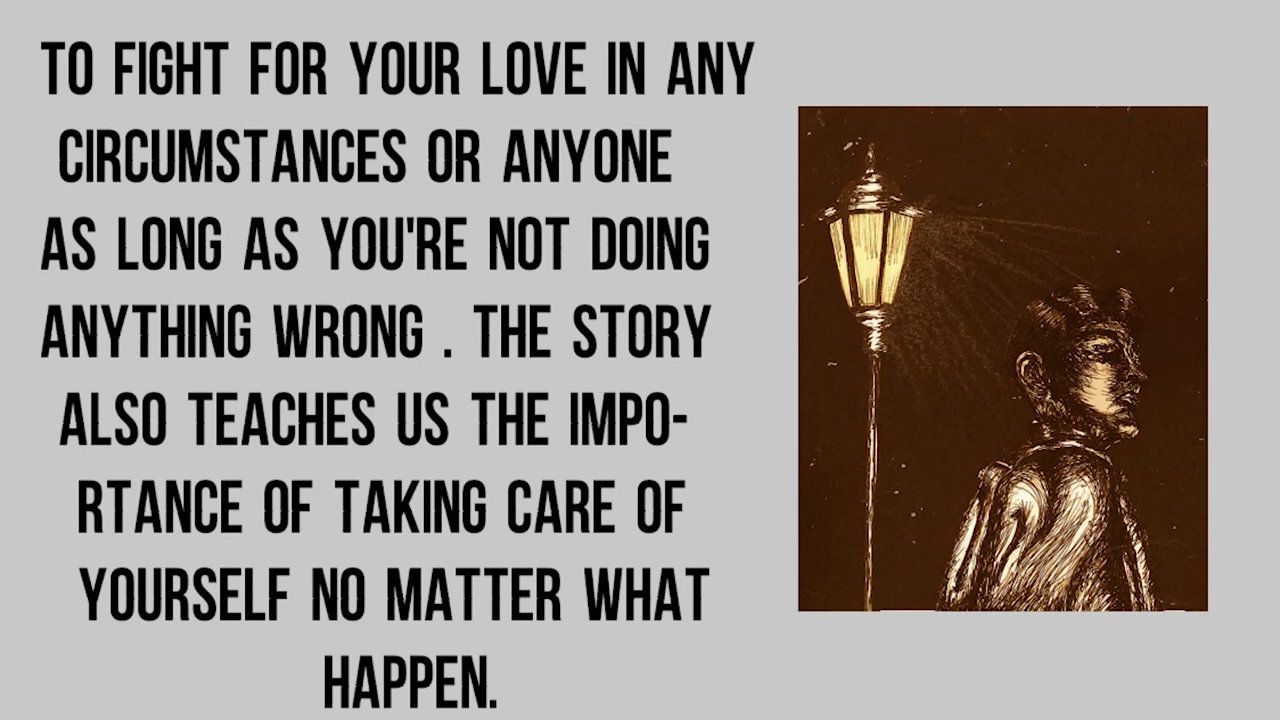 TO FIGHT FOR YOUR LOVE IN ANY
CIRCUMSTANCES OR ANYONE
AS LONG AS YOU'RE NOT DOING
ANYTHING WRONG . THE STORY
ALSO TEACHES US THE IMPO-
RTANCE OF TAKING CARE OF
YOURSELF NO MATTER WHAT
HAPPEN.